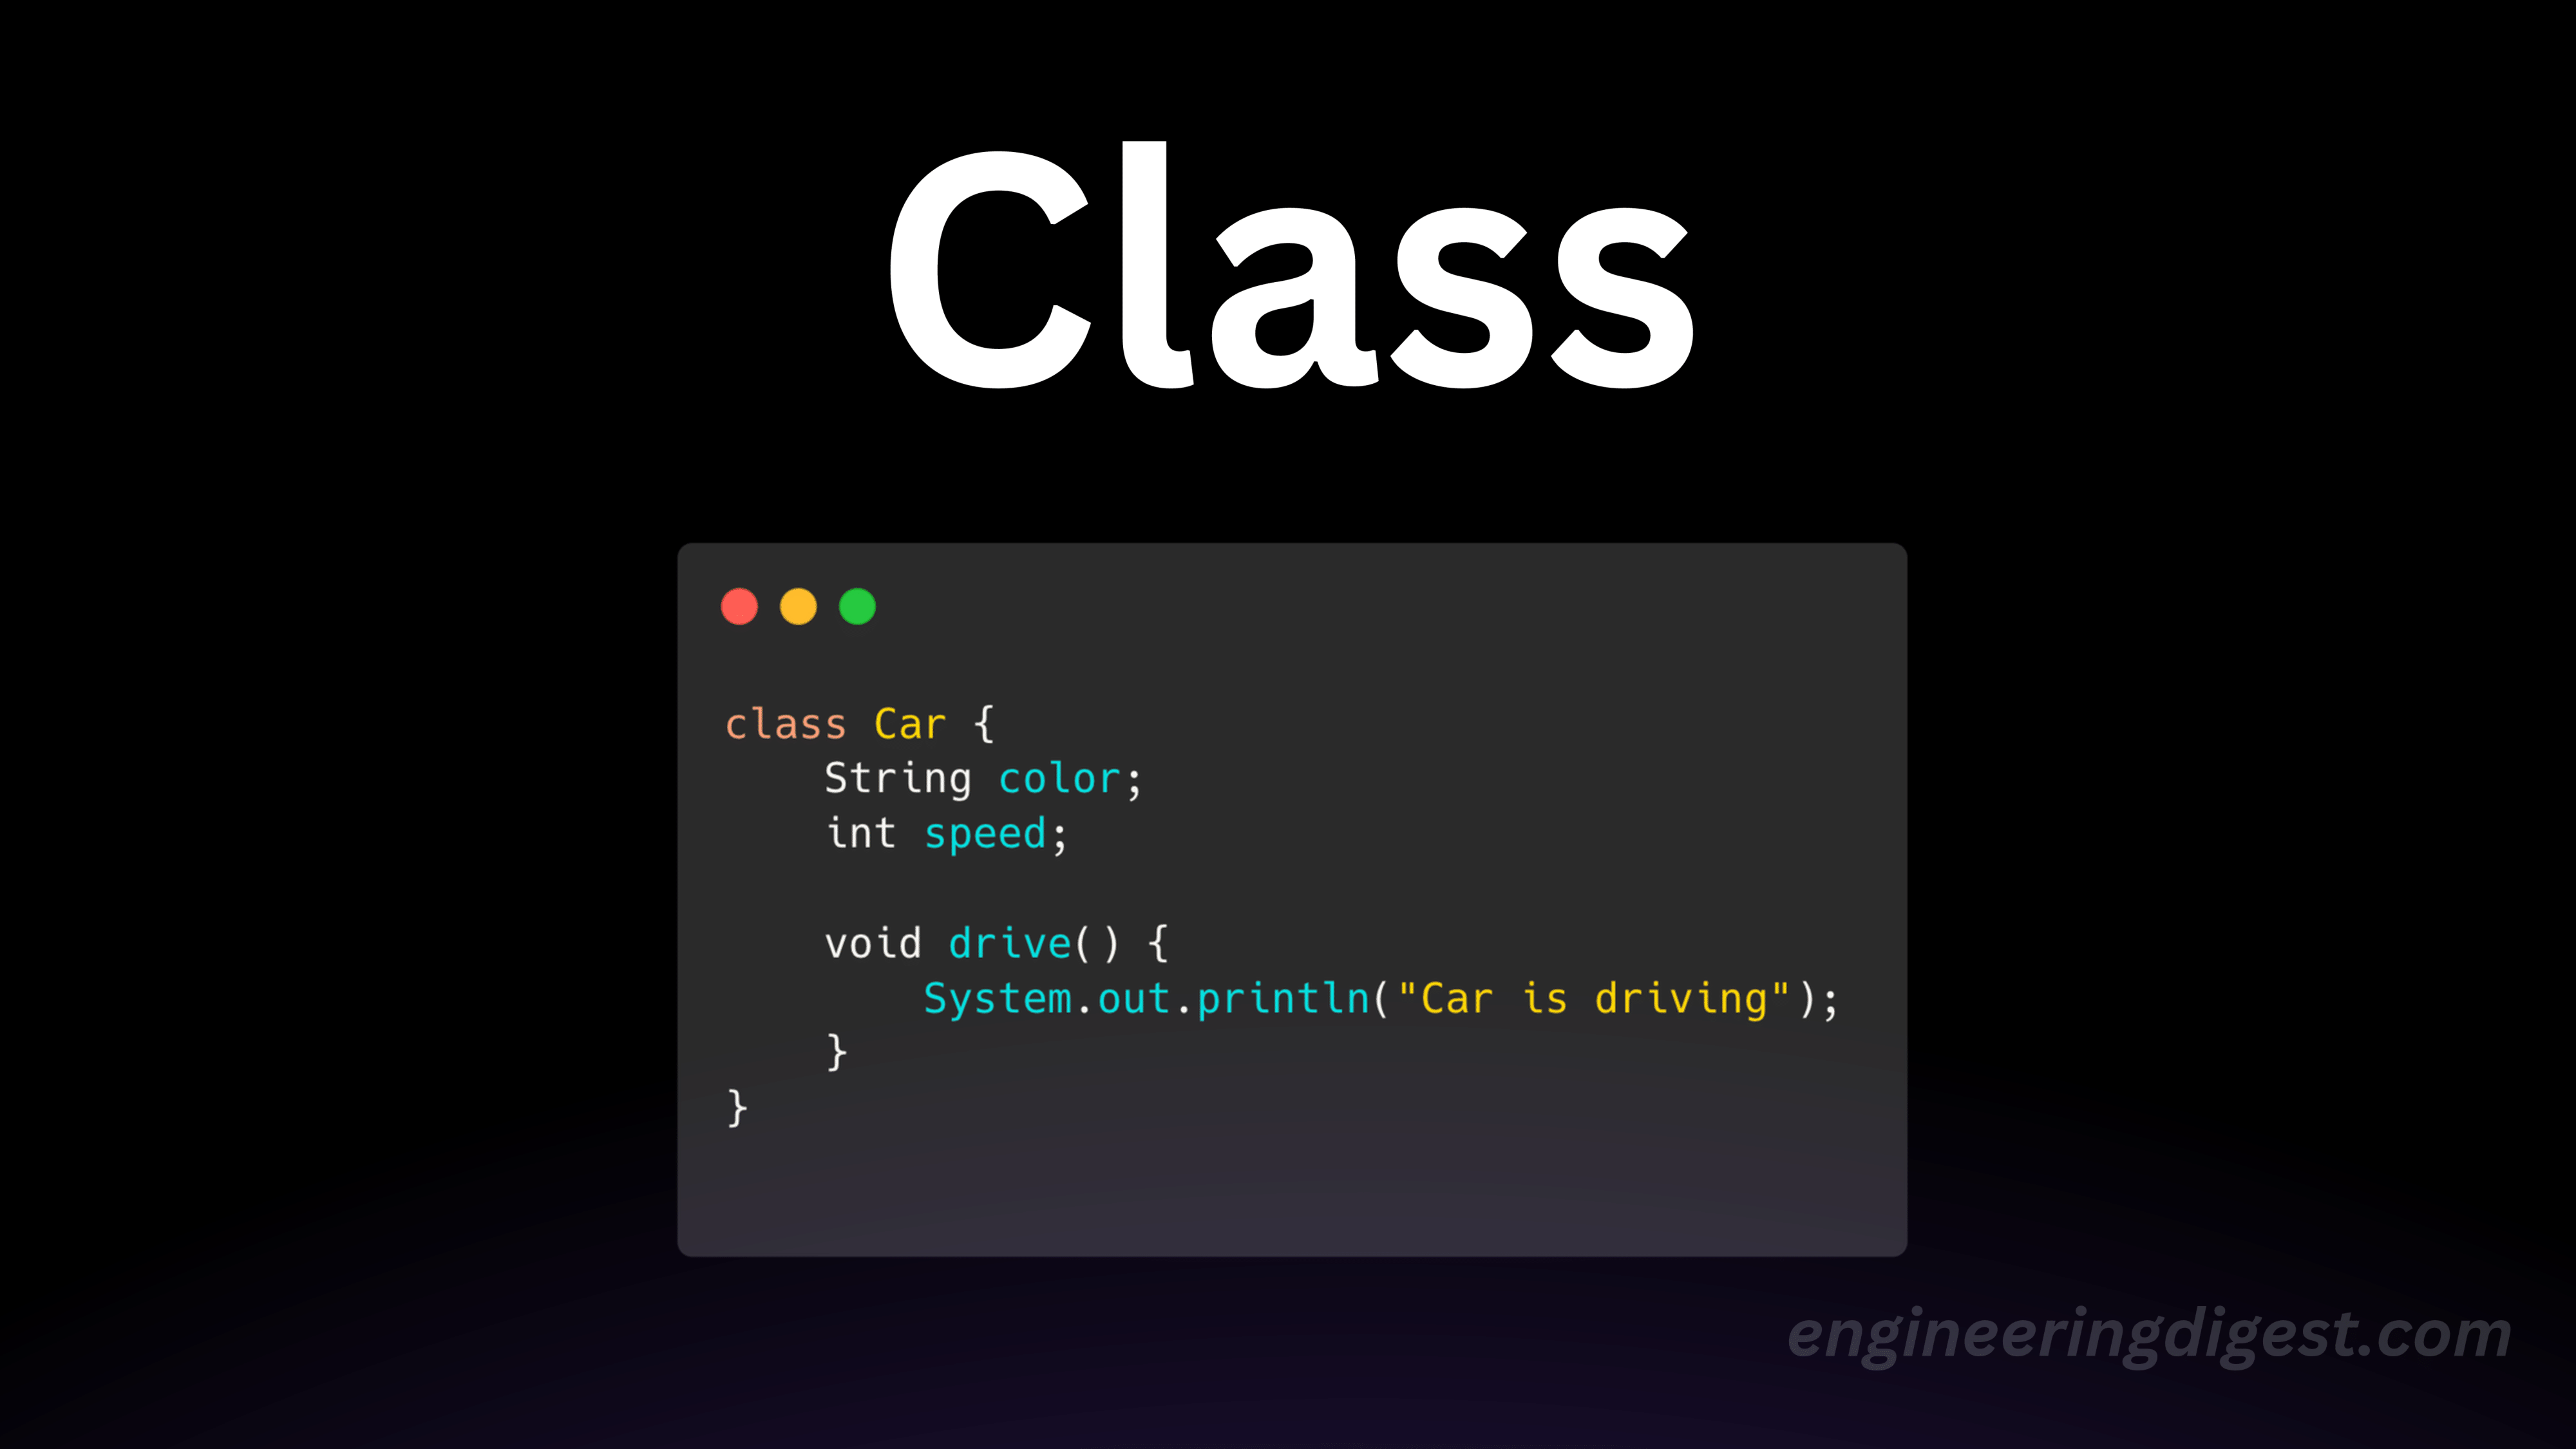 Class
class Car {
    String color;
    int speed;

    void drive() {
        System.out.println("Car is driving");
    }
}
engineeringdigest.com